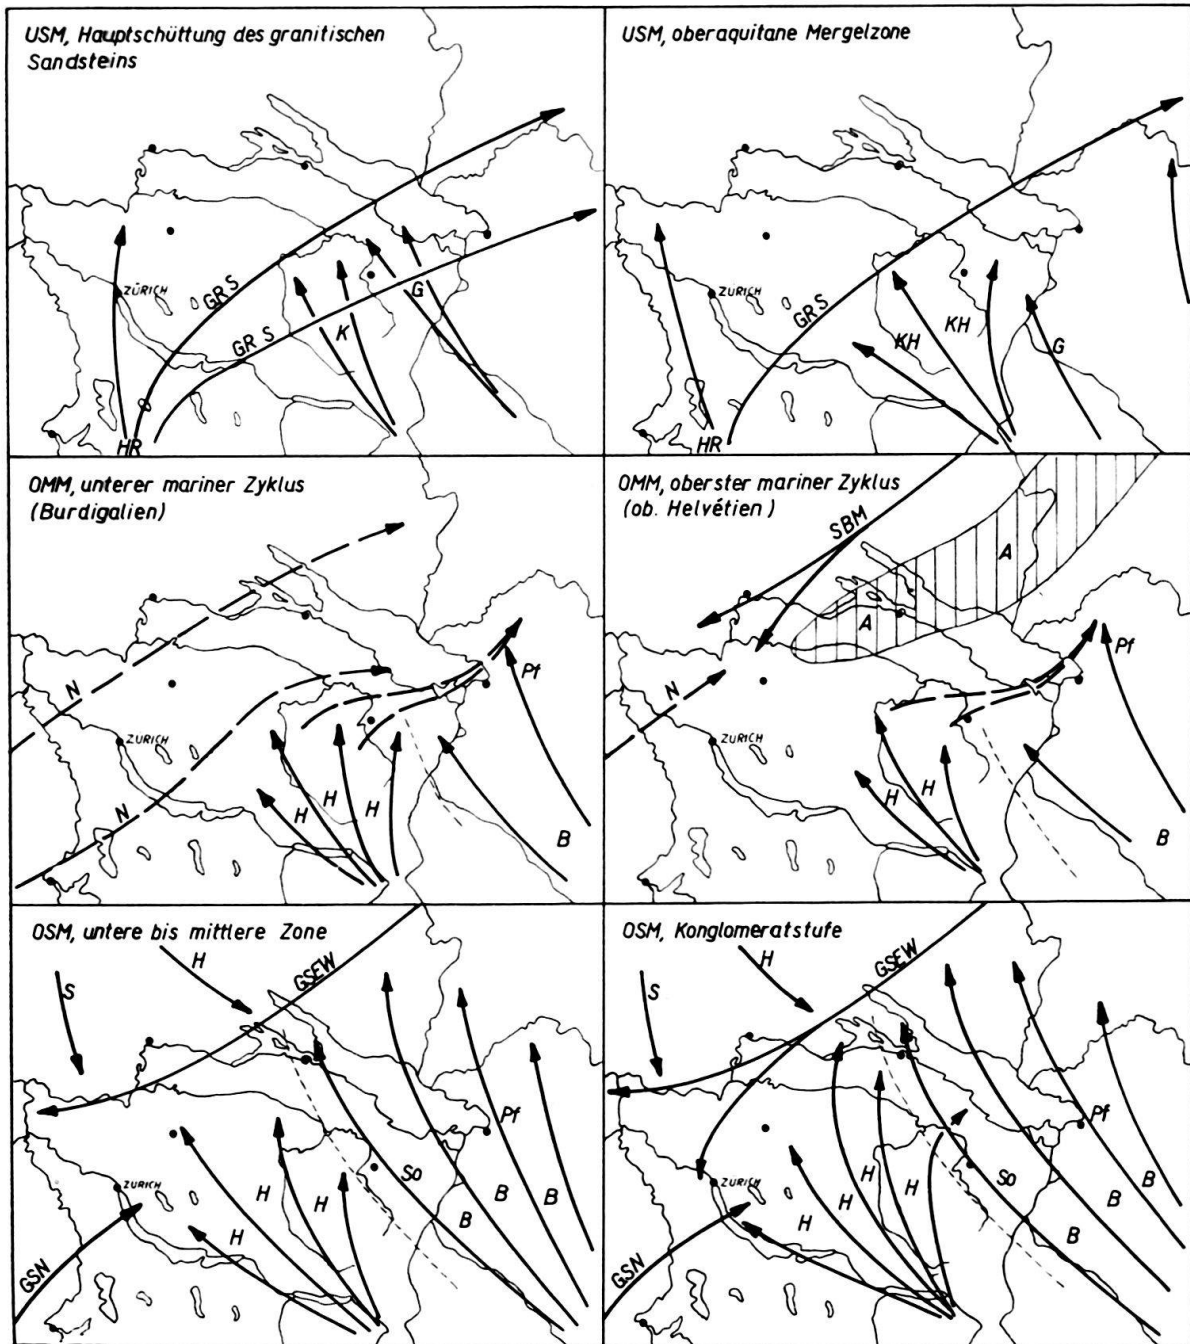 USM, Hauptschüttung des granitischen
Sandsteins
ZÜRICH
GRS
GRS
K
G
HR
USM, oberaquitane Mergelzone
ZÜRICH
GRS
KH
KH
G
HR
OMM, unterer mariner Zyklus
(Burdigalien)
N
Pf
ZÜRICH
N
H
H
H
B
OMM, oberster mariner Zyklus
(ob. Helvétien)
SBM
A
A
N
Pf
ZÜRICH
H
H
B
OSM, untere bis mittlere Zone
H
GSEW
S
Pf
ZÜRICH
So
H
H
H
B
B
B
GSN
OSM, Konglomeratstufe
H
GSEW
S
Pf
ZÜRICH
So
H
H
H
H
B
B
B
GSN